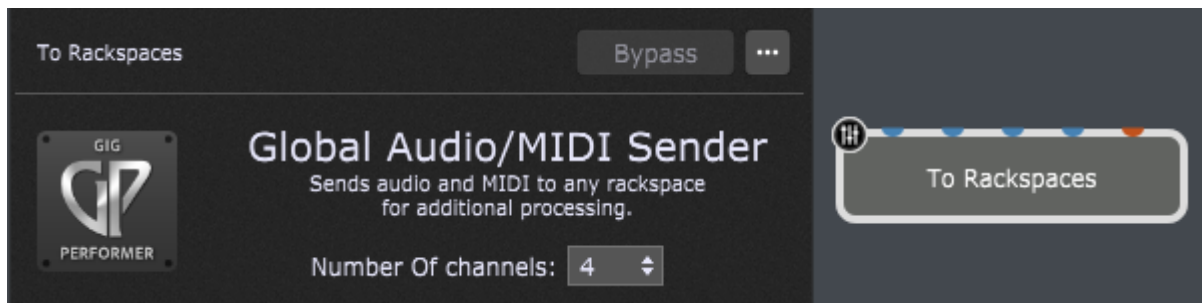 To Rackspaces
Bypass
...
GIG
GP
PERFORMER
Global Audio/MIDI Sender
Sends audio and MIDI to any rackspace
for additional processing.
Number Of channels: 4
To Rackspaces